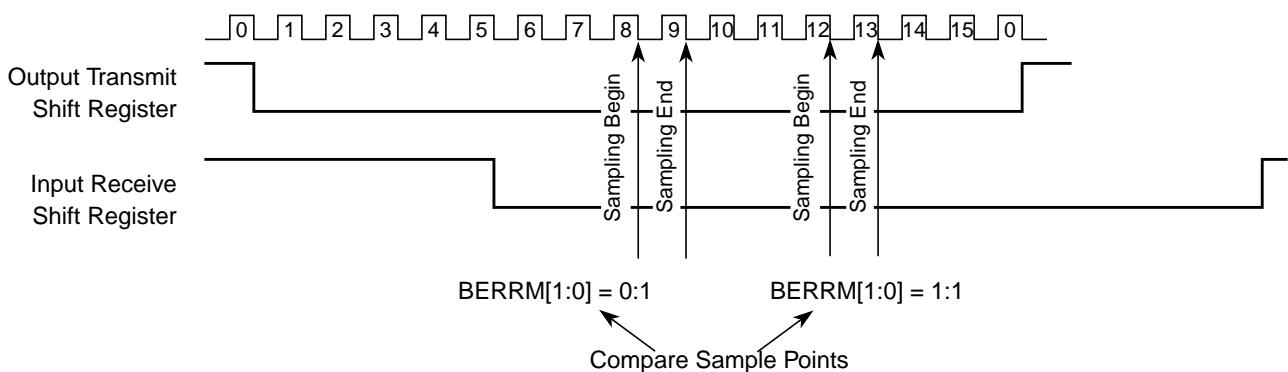 0 1 2 3 4 5 6 7 8 9 10 11 12 13 14 15 0
Output Transmit
Shift Register
Input Receive
Shift Register
Sampling Begin
Sampling End
Sampling Begin
Sampling End
BERRM[1:0] = 0:1
BERRM[1:0] = 1:1
Compare Sample Points